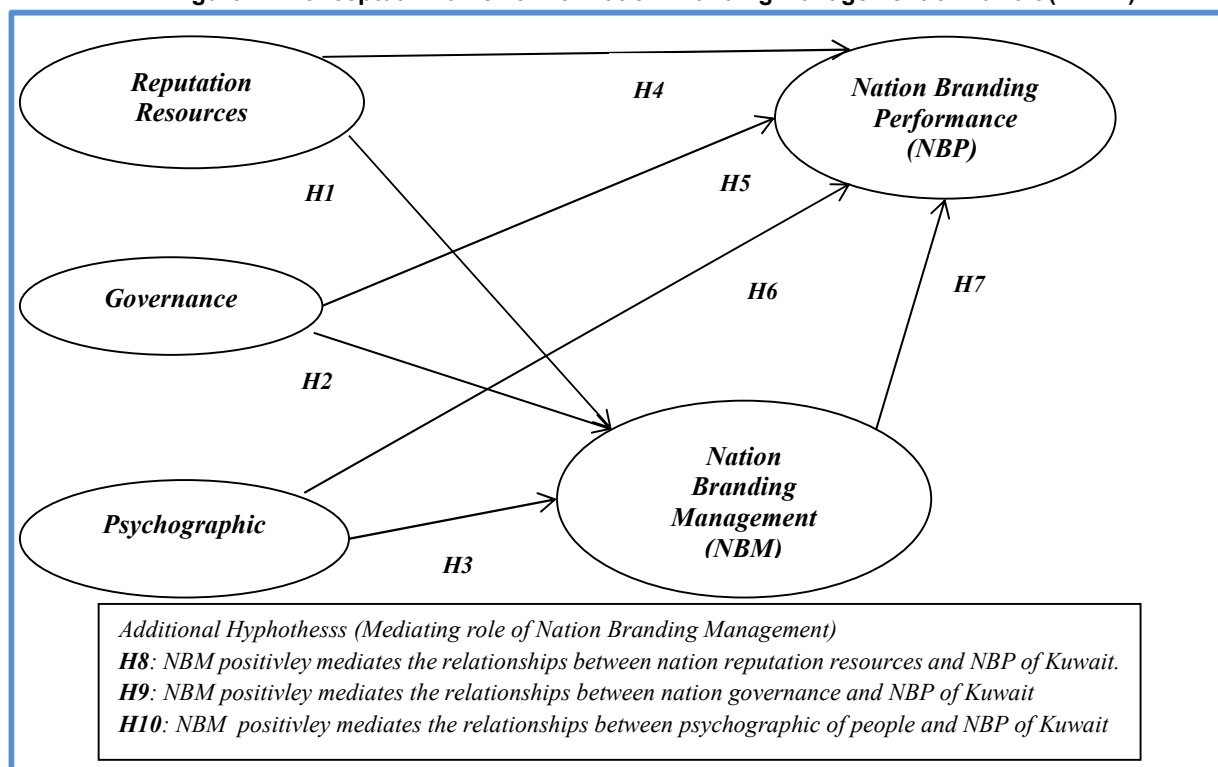 Reputation
Resources
H4
Nation Branding
Performance
(NBP)
H1
H5
Governance
H6
H7
H2
Nation
Branding
Management
(NBM)
Psychographic
H3
Additional Hyphothesss (Mediating role of Nation Branding Management)
H8: NBM positivley mediates the relationships between nation reputation resources and NBP of Kuwait.
H9: NBM positivley mediates the relationships between nation governance and NBP of Kuwait
H10: NBM positivley mediates the relationships between psychographic of people and NBP of Kuwait